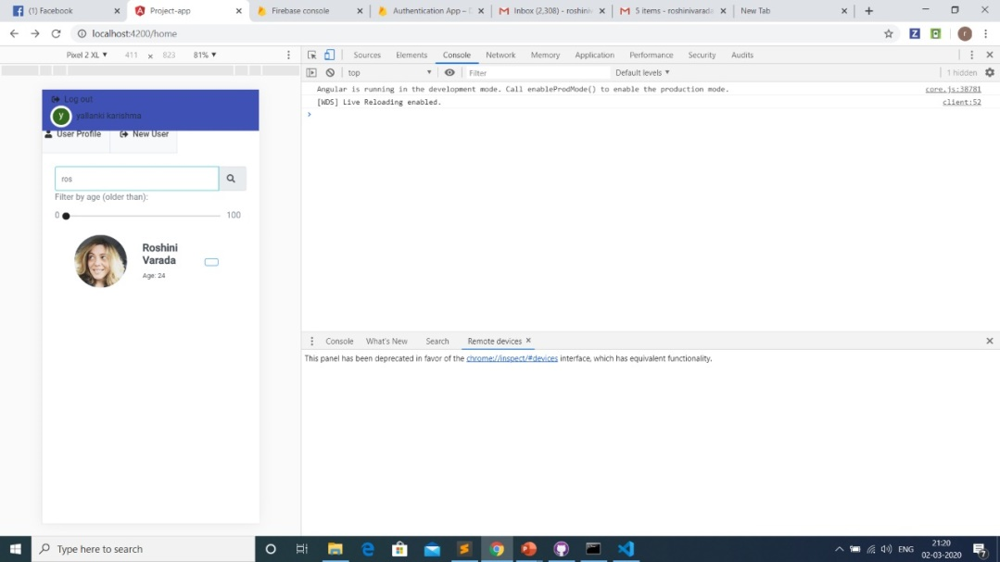 (1) Facebook
Project-app
Firebase console
Authentication App – D
Inbox (2,308) - roshiniv
5 items - roshinivarada
New Tab
localhost:4200/home
r
Pixel 2 XL ▼ 411 × 823 81% ▼
Sources Elements Console Network Memory Application Performance Security Audits
top Filter Default levels ▼ 1 hidden
Angular is running in the development mode. Call enableProdMode() to enable the production mode. core.js:38781
[WDS] Live Reloading enabled. client:52
Log out
y yallanki karishma
User Profile New User
ros
Filter by age (older than):
0 100
Roshini
Varada
Age: 24
Console What's New Search Remote devices
This panel has been deprecated in favor of the chrome://inspect/#devices interface, which has equivalent functionality.
Type here to search
ENG
21:20
02-03-2020
7